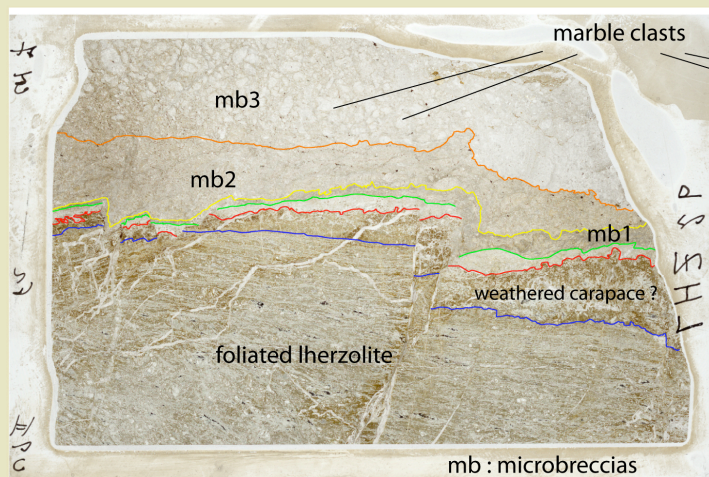 marble clasts
mb3
mb2
mb1
weathered carapace ?
foliated lherzolite
mb : microbreccias